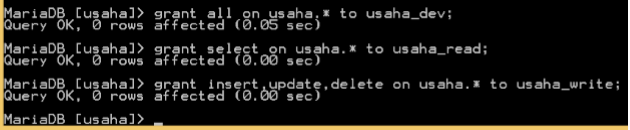 MariaDB [usaha]> grant all on usaha.* to usaha_dev;
Query OK, 0 rows affected (0.05 sec)
MariaDB [usaha]> grant select on usaha.* to usaha_read;
Query OK, 0 rows affected (0.00 sec)
MariaDB [usaha]> grant insert,update,delete on usaha.* to usaha_write;
Query OK, 0 rows affected (0.00 sec)
MariaDB [usaha]> _